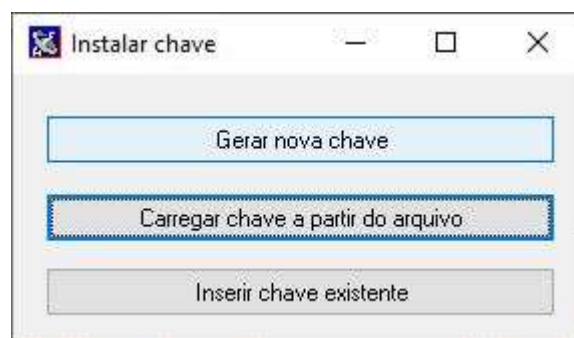 Instalar chave
Gerar nova chave
Carregar chave a partir do arquivo
Inserir chave existente